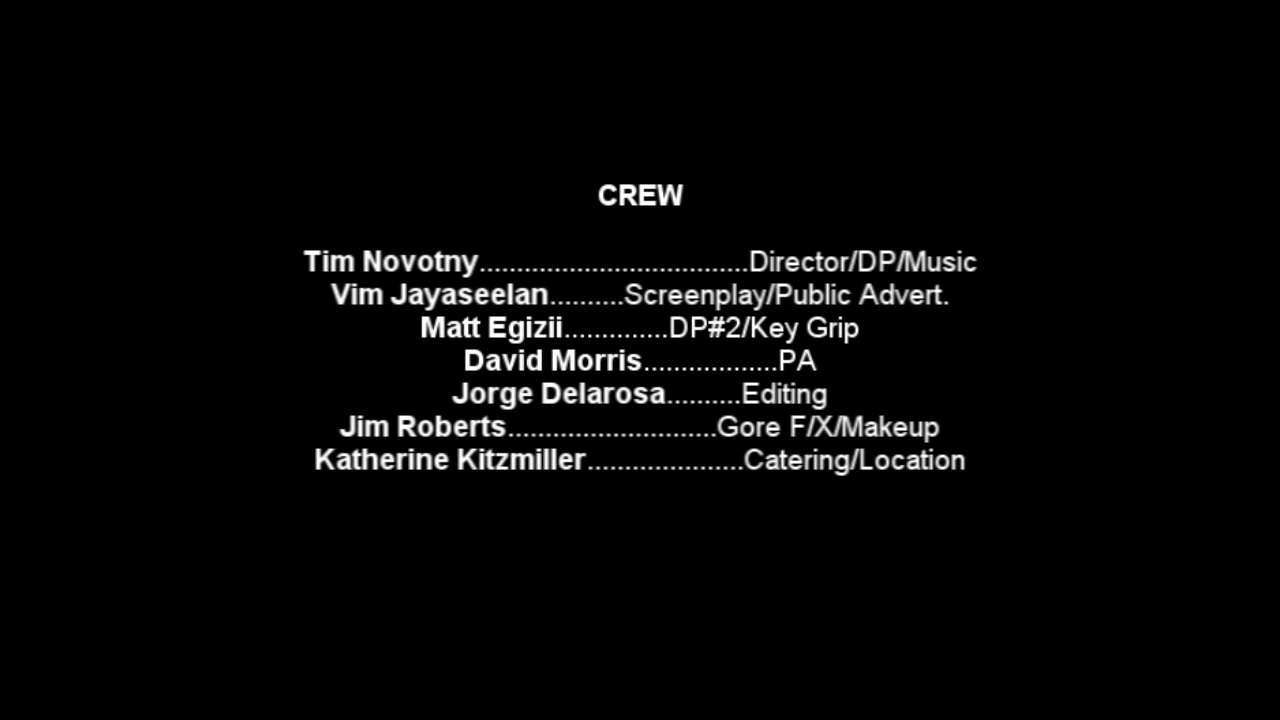 CREW
Tim Novotny....................................Director/DP/Music
Vim Jayaseelan..........Screenplay/Public Advert.
Matt Egizii..............DP#2/Key Grip
David Morris..................PA
Jorge Delarosa..........Editing
Jim Roberts............................Gore F/X/Makeup
Katherine Kitzmiller.....................Catering/Location